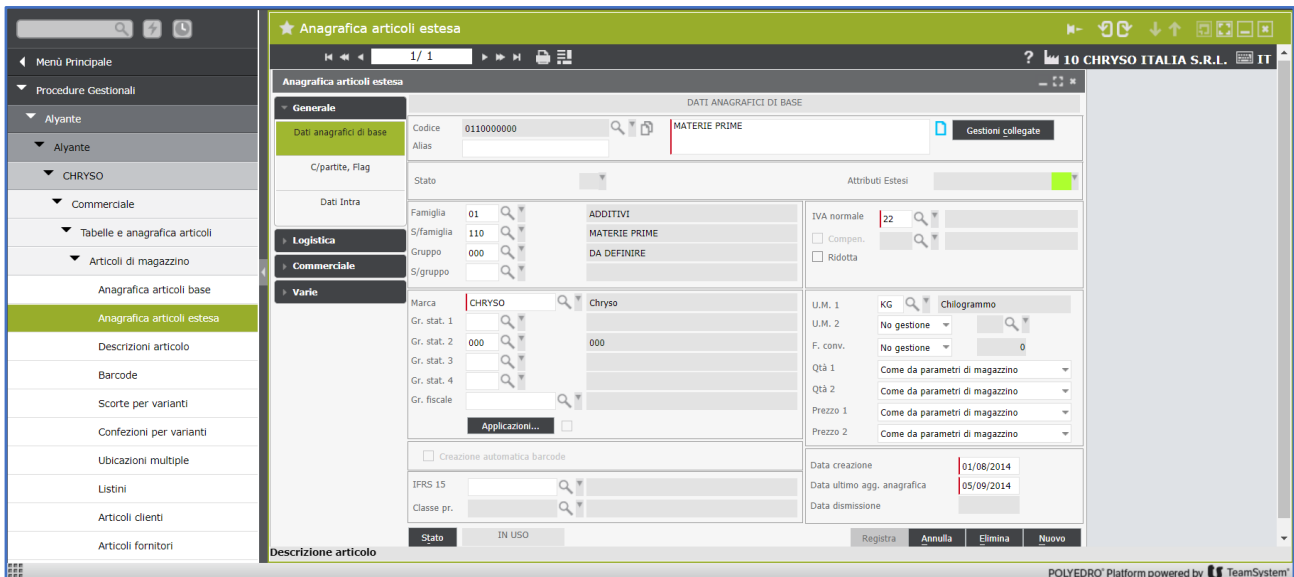 Anagrafica articoli estesa
Menù Principale
1/ 1
? 10 CHRYSO ITALIA S.R.L. IT
Procedure Gestionali
Alyante
Alyante
CHRYSO
Commerciale
Tabelle e anagrafica articoli
Articoli di magazzino
Anagrafica articoli base
Anagrafica articoli estesa
Descrizioni articolo
Barcode
Scorte per varianti
Confezioni per varianti
Ubicazioni multiple
Listini
Articoli clienti
Articoli fornitori
Anagrafica articoli estesa
Generale
Dati anagrafici di base
C/partite, Flag
Dati Intra
Logistica
Commerciale
Varie
DATI ANAGRAFICI DI BASE
Codice 0110000000 MATERIE PRIME Gestioni collegate
Alias
Stato Attributi Estesi
Famiglia 01 ADDITIVI
S/famiglia 110 MATERIE PRIME
Gruppo 000 DA DEFINIRE
S/gruppo
IVA normale 22
Compen.
Ridotta
Marca CHRYSO Chryso
Gr. stat. 1
Gr. stat. 2 000 000
Gr. stat. 3
Gr. stat. 4
Gr. fiscale
Applicazioni...
U.M. 1 KG Chilogrammo
U.M. 2 No gestione
F. conv. No gestione 0
Qtà 1 Come da parametri di magazzino
Qtà 2 Come da parametri di magazzino
Prezzo 1 Come da parametri di magazzino
Prezzo 2 Come da parametri di magazzino
Creazione automatica barcode
IFRS 15
Classe pr.
Data creazione 01/08/2014
Data ultimo agg. anagrafica 05/09/2014
Data dismissione
Stato IN USO Registra Annulla Elimina Nuovo
Descrizione articolo
POLYEDRO® Platform powered by TeamSystem®